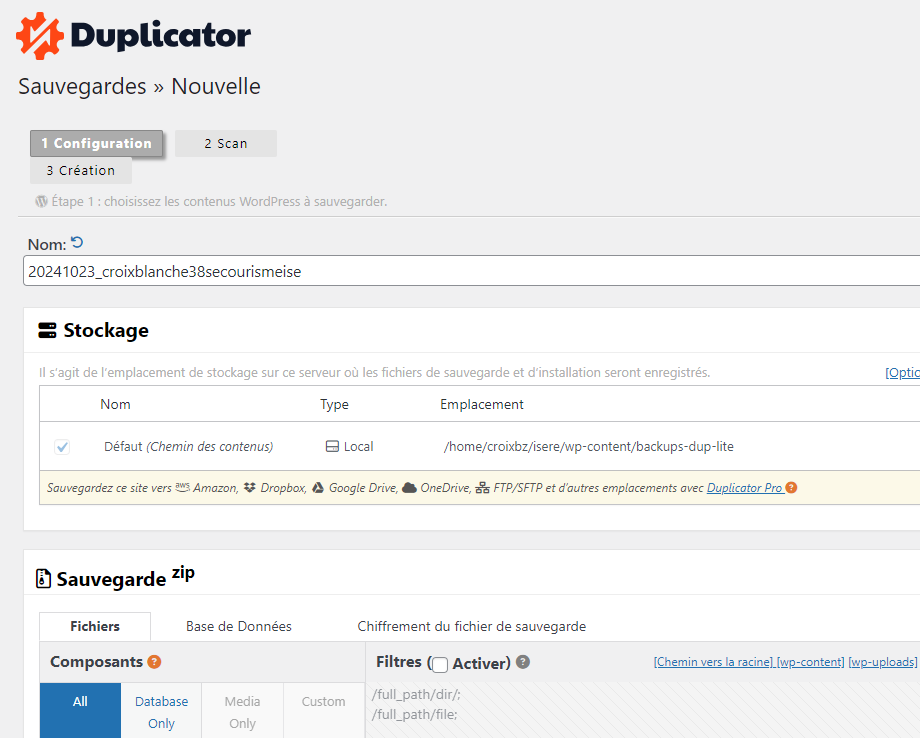 Duplicator
Sauvegardes » Nouvelle
1 Configuration
2 Scan
3 Création
Étape 1 : choisissez les contenus WordPress à sauvegarder.
Nom:
20241023_croixblanche38secourismeise
Stockage
Il s'agit de l'emplacement de stockage sur ce serveur où les fichiers de sauvegarde et d'installation seront enregistrés.
[Optic
Nom Type Emplacement
Défaut (Chemin des contenus) Local /home/croixbz/isere/wp-content/backups-dup-lite
Sauvegardez ce site vers aws Amazon, Dropbox, Google Drive, OneDrive, FTP/SFTP et d'autres emplacements avec Duplicator Pro ?
Sauvegarde zip
Fichiers Base de Données Chiffrement du fichier de sauvegarde
Composants ? Filtres ( Activer) ? [Chemin vers la racine] [wp-content] [wp-uploads]
All
Database Only
Media Only
Custom
/full_path/dir/;
/full_path/file;